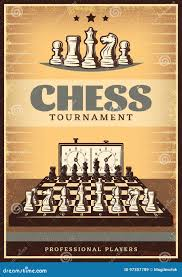 CHESS
TOURNAMENT
PROFESSIONAL PLAYERS
dreamstime.com